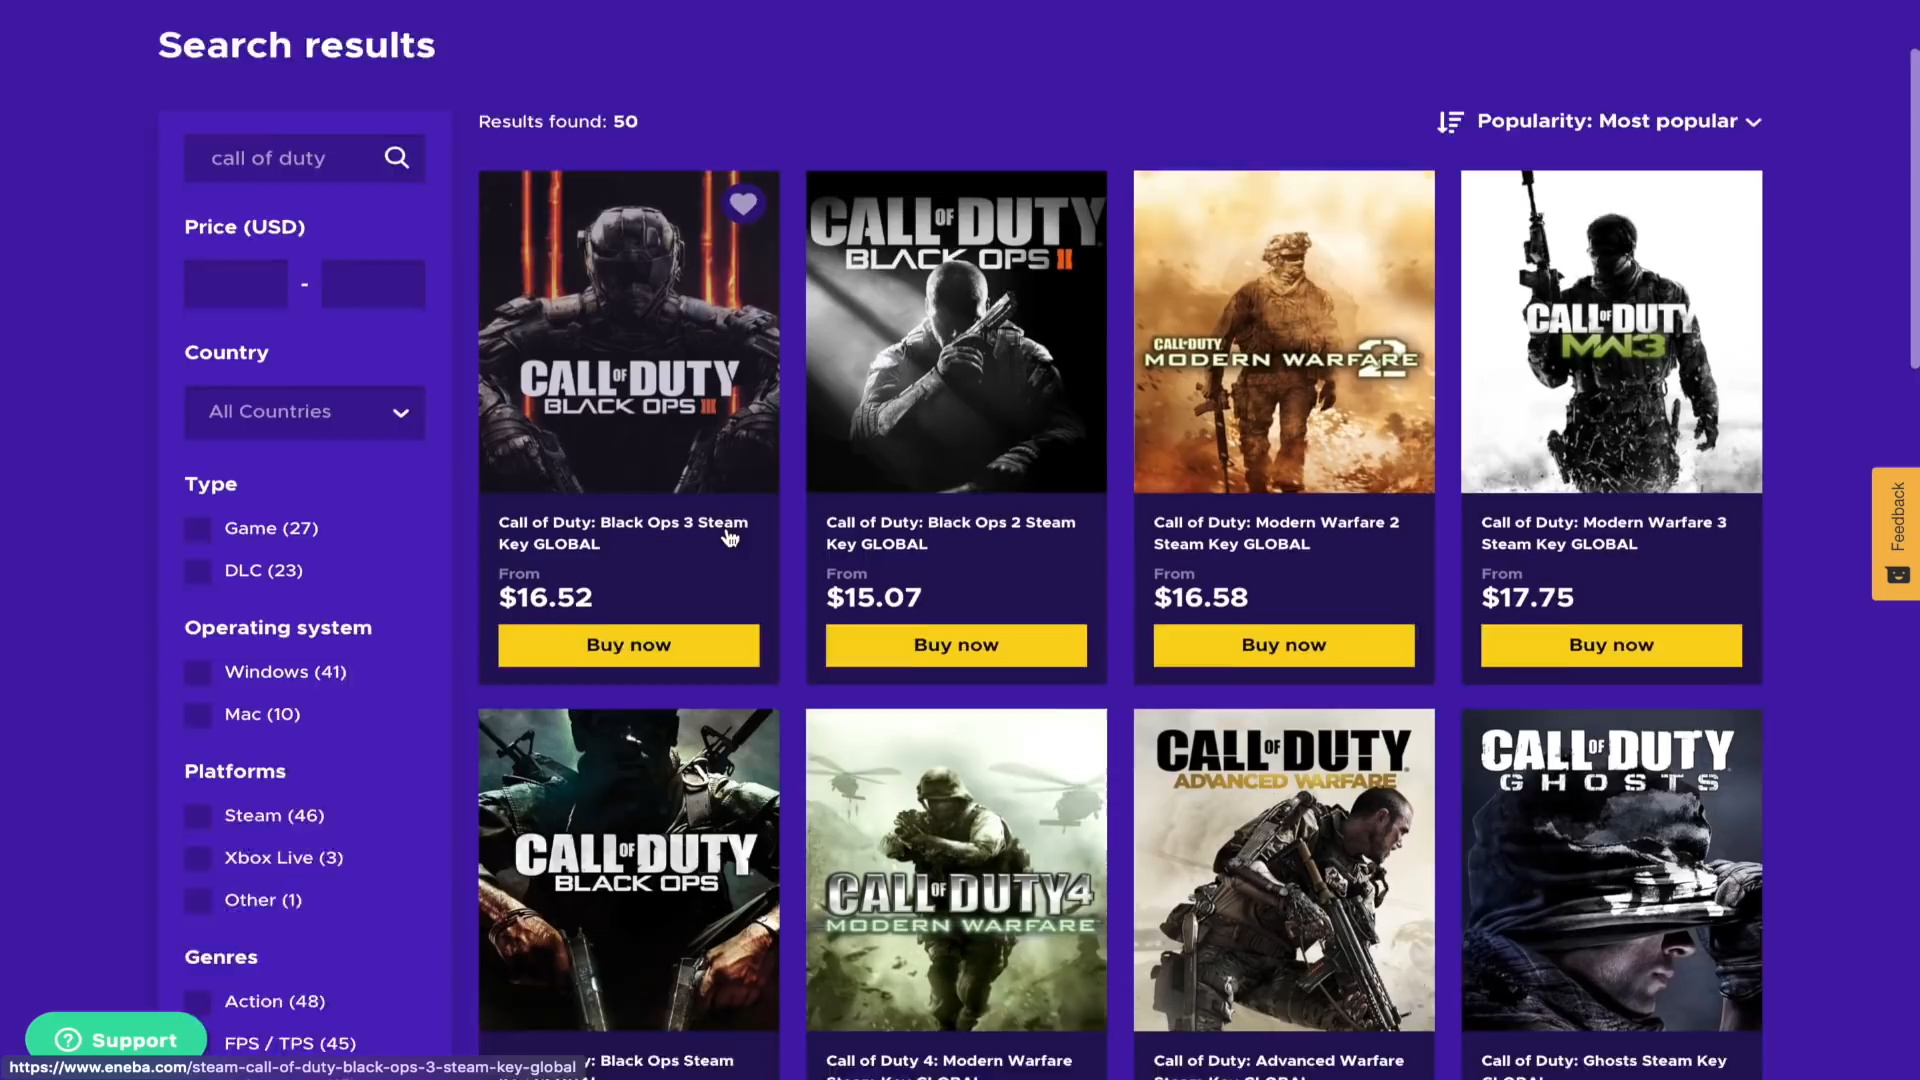 Search results
call of duty
Price (USD)
-
Country
All Countries
Type
Game (27)
DLC (23)
Operating system
Windows (41)
Mac (10)
Platforms
Steam (46)
Xbox Live (3)
Other (1)
Genres
Action (48)
FPS / TPS (45)
Results found: 50
Popularity: Most popular
CALL OF DUTY
BLACK OPS III
Call of Duty: Black Ops 3 Steam
Key GLOBAL
From
$16.52
Buy now
CALL OF DUTY
BLACK OPS II
Call of Duty: Black Ops 2 Steam
Key GLOBAL
From
$15.07
Buy now
CALL OF DUTY
MODERN WARFARE 2
Call of Duty: Modern Warfare 2
Steam Key GLOBAL
From
$16.58
Buy now
CALL OF DUTY
MW3
Call of Duty: Modern Warfare 3
Steam Key GLOBAL
From
$17.75
Buy now
CALL OF DUTY
BLACK OPS
y: Black Ops Steam
CALL OF DUTY 4
MODERN WARFARE
Call of Duty 4: Modern Warfare
Steam Key GLOBAL
CALL OF DUTY
ADVANCED WARFARE
Call of Duty: Advanced Warfare
Steam Key GLOBAL
CALL OF DUTY
GHOSTS
Call of Duty: Ghosts Steam Key
GLOBAL
Feedback
? Support
https://www.eneba.com/steam-call-of-duty-black-ops-3-steam-key-global